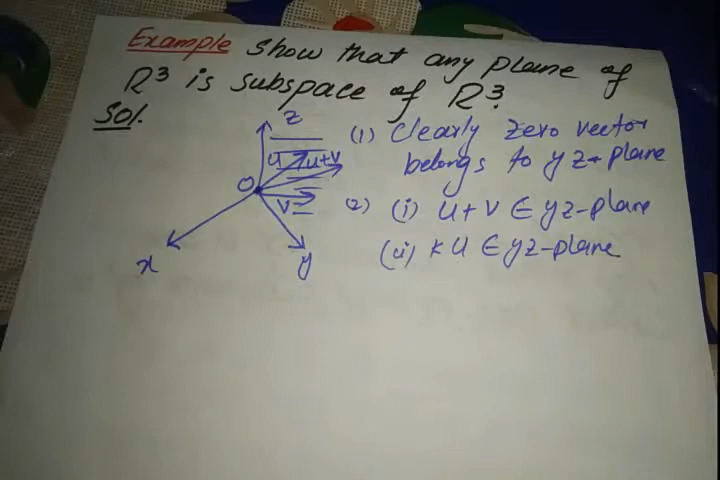 Example Show that any plane of
R³ is subspace of R³.
Sol.
z
(1) Clearly zero vector
belongs to yz-plane
u
u+v
O
v
(2) (i) u+v ∈ yz-plane
(ii) ku ∈ yz-plane
x
y